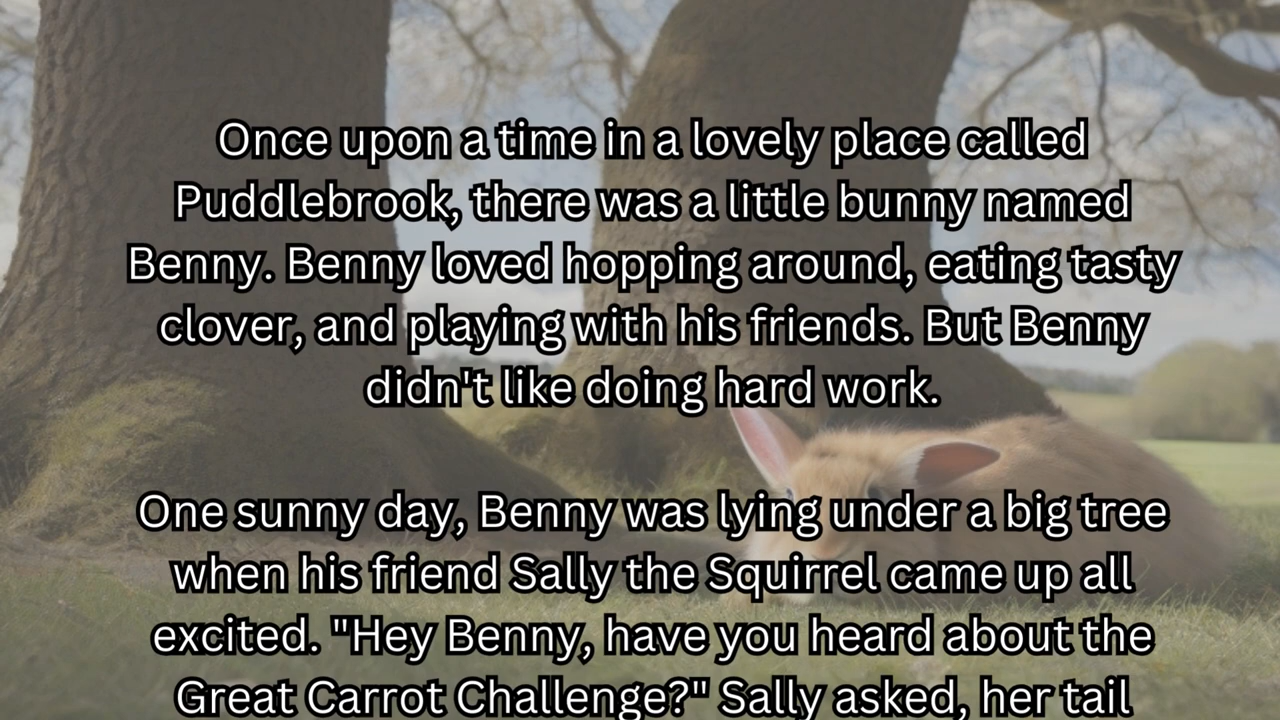 Once upon a time in a lovely place called
Puddlebrook, there was a little bunny named
Benny. Benny loved hopping around, eating tasty
clover, and playing with his friends. But Benny
didn't like doing hard work.
One sunny day, Benny was lying under a big tree
when his friend Sally the Squirrel came up all
excited. "Hey Benny, have you heard about the
Great Carrot Challenge?" Sally asked, her tail